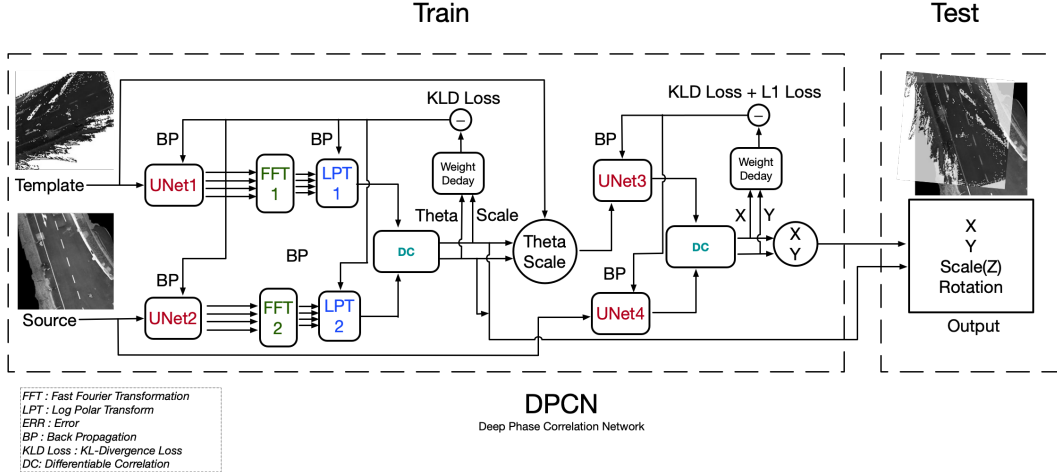 Train
Test
KLD Loss
KLD Loss + L1 Loss
BP
BP
BP
−
−
Template
UNet1
FFT
1
LPT
1
Weight
Deday
UNet3
Weight
Deday
Theta
Scale
X
Y
DC
Theta
Scale
DC
X
Y
X
Y
Scale(Z)
Rotation
Output
BP
BP
BP
Source
UNet2
FFT
2
LPT
2
UNet4
FFT : Fast Fourier Transformation
LPT : Log Polar Transform
ERR : Error
BP : Back Propagation
KLD Loss : KL-Divergence Loss
DC: Differentiable Correlation
DPCN
Deep Phase Correlation Network